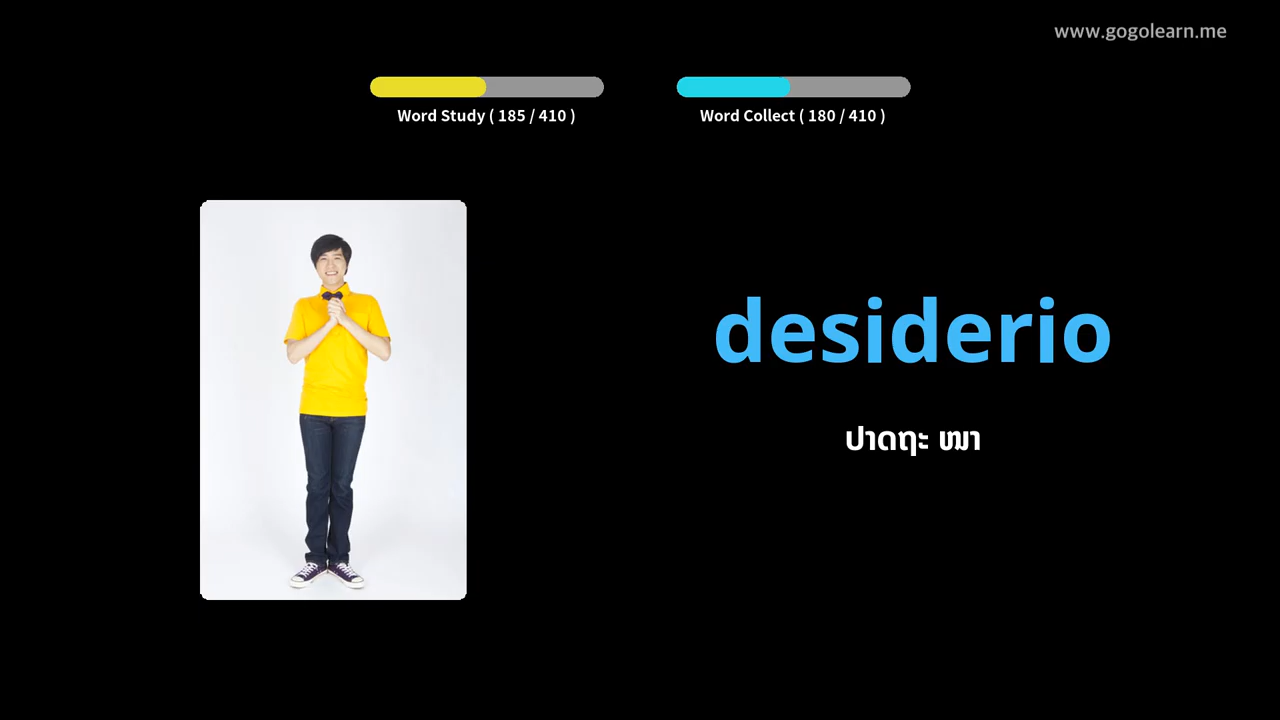 www.gogolearn.me
Word Study ( 185 / 410 )
Word Collect ( 180 / 410 )
desiderio
ປາດຖະ ໜາ